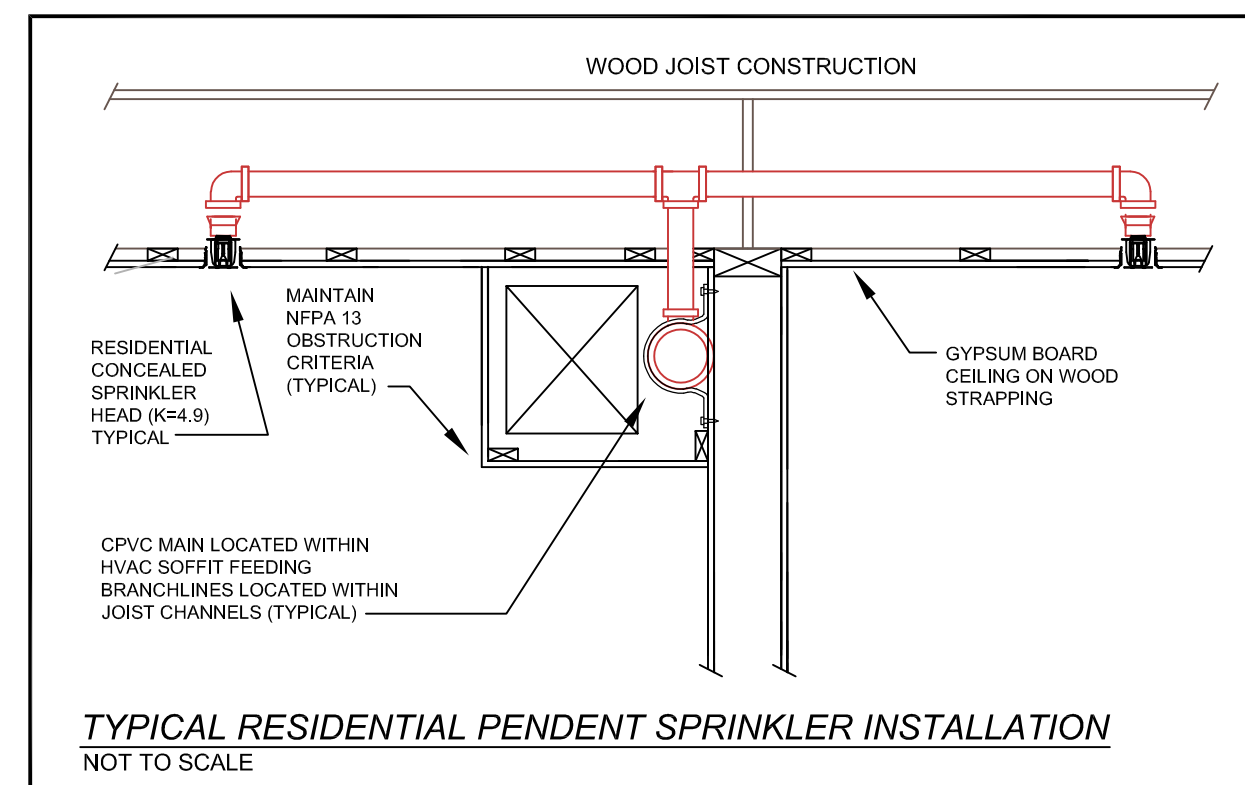 WOOD JOIST CONSTRUCTION
RESIDENTIAL
CONCEALED
SPRINKLER
HEAD (K=4.9)
TYPICAL
MAINTAIN
NFPA 13
OBSTRUCTION
CRITERIA
(TYPICAL)
GYPSUM BOARD
CEILING ON WOOD
STRAPPING
CPVC MAIN LOCATED WITHIN
HVAC SOFFIT FEEDING
BRANCHLINES LOCATED WITHIN
JOIST CHANNELS (TYPICAL)
TYPICAL RESIDENTIAL PENDENT SPRINKLER INSTALLATION
NOT TO SCALE